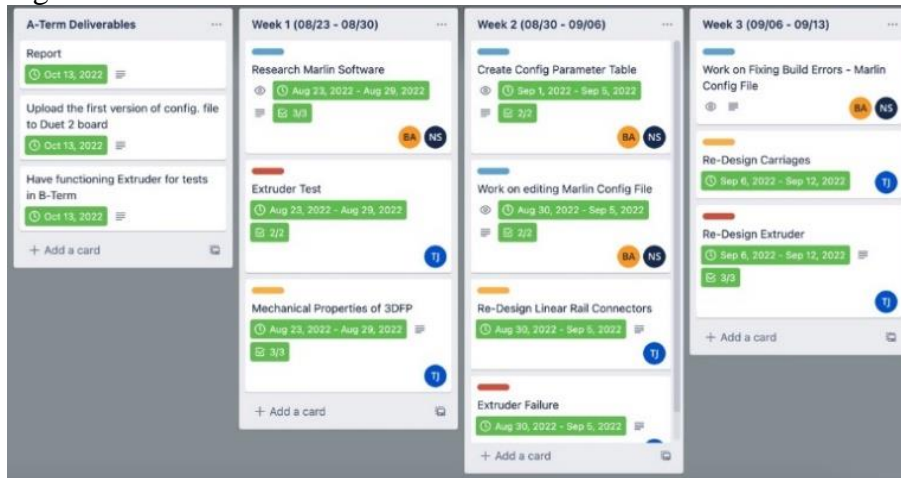 A-Term Deliverables
Report
Oct 13, 2022
Upload the first version of config. file
to Duet 2 board
Oct 13, 2022
Have functioning Extruder for tests
in B-Term
Oct 13, 2022
+ Add a card
Week 1 (08/23 - 08/30)
Research Marlin Software
Aug 23, 2022 - Aug 29, 2022
3/3
BA NS
Extruder Test
Aug 23, 2022 - Aug 29, 2022
2/2
TJ
Mechanical Properties of 3DFP
Aug 23, 2022 - Aug 29, 2022
3/3
TJ
+ Add a card
Week 2 (08/30 - 09/06)
Create Config Parameter Table
Sep 1, 2022 - Sep 5, 2022
2/2
BA NS
Work on editing Marlin Config File
Aug 30, 2022 - Sep 5, 2022
2/2
BA NS
Re-Design Linear Rail Connectors
Aug 30, 2022 - Sep 5, 2022
TJ
Extruder Failure
Aug 30, 2022 - Sep 5, 2022
+ Add a card
Week 3 (09/06 - 09/13)
Work on Fixing Build Errors - Marlin
Config File
BA NS
Re-Design Carriages
Sep 6, 2022 - Sep 12, 2022
TJ
Re-Design Extruder
Sep 6, 2022 - Sep 12, 2022
3/3
TJ
+ Add a card